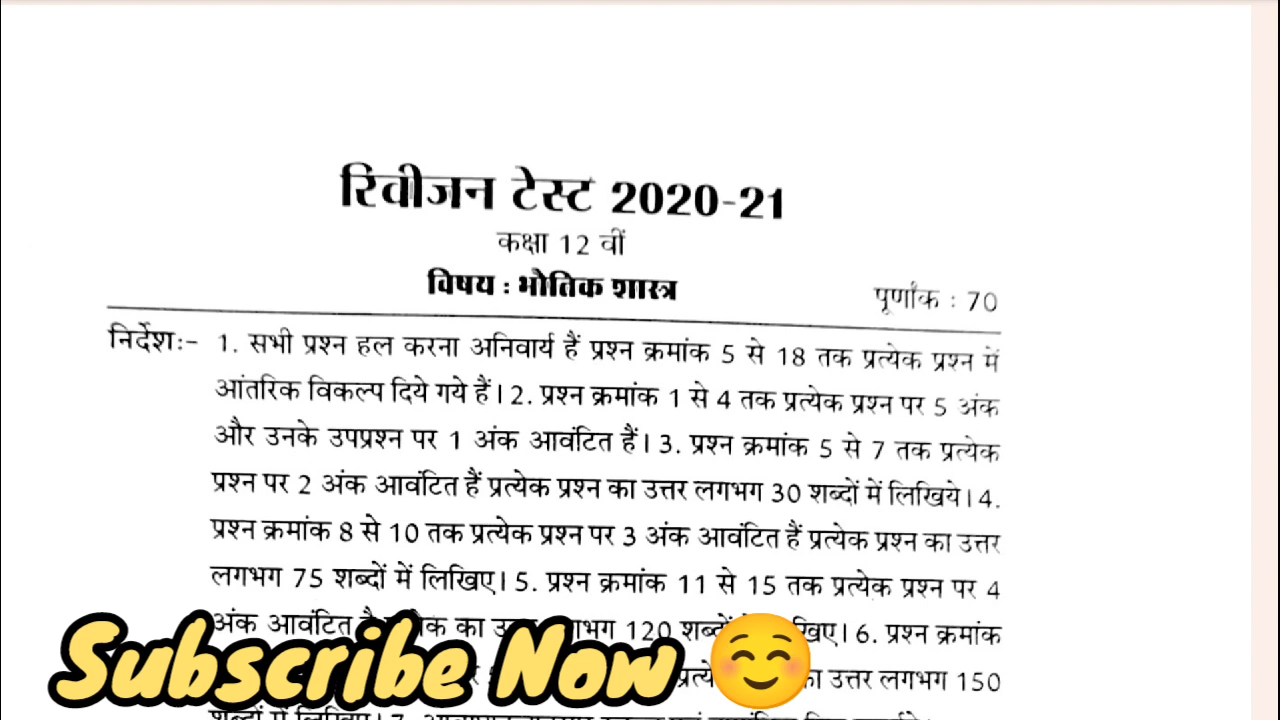 रिवीजन टेस्ट 2020-21
कक्षा 12 वीं
विषय : भौतिक शास्त्र
पूर्णांक : 70
निर्देशः- 1. सभी प्रश्न हल करना अनिवार्य हैं प्रश्न क्रमांक 5 से 18 तक प्रत्येक प्रश्न में
आंतरिक विकल्प दिये गये हैं। 2. प्रश्न क्रमांक 1 से 4 तक प्रत्येक प्रश्न पर 5 अंक
और उनके उपप्रश्न पर 1 अंक आवंटित हैं। 3. प्रश्न क्रमांक 5 से 7 तक प्रत्येक
प्रश्न पर 2 अंक आवंटित हैं प्रत्येक प्रश्न का उत्तर लगभग 30 शब्दों में लिखिये। 4.
प्रश्न क्रमांक 8 से 10 तक प्रत्येक प्रश्न पर 3 अंक आवंटित हैं प्रत्येक प्रश्न का उत्तर
लगभग 75 शब्दों में लिखिए। 5. प्रश्न क्रमांक 11 से 15 तक प्रत्येक प्रश्न पर 4
अंक आवंटित का 120 6. प्रश्न क्रमांक
का उत्तर लगभग 150
Subscribe Now